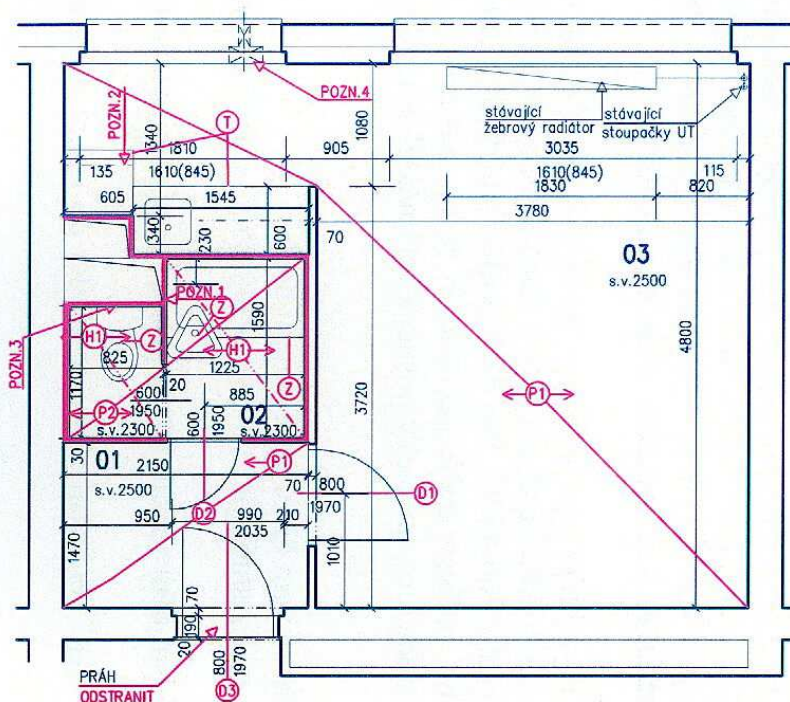 POZN.2
POZN.4
T
1340
1810
1080
905
stávající
žebrový radiátor
stávající
stoupačky UT
3035
135
1610(845)
1610(845)
115
605
1545
1830
820
3780
340
230
600
70
03
s.v.2500
POZN.1
POZN.3
H1
Z
Z
1590
4800
825
H1
1225
1170
20
Z
P1
600
885
3720
P2
1950
600
1950
02
s.v.2300
s.v.2300
30
01
2150
P1
s.v.2500
70
800
D1
1970
950
D2
990
210
2035
1470
1010
70
190
20
PRÁH
ODSTRANIT
800
1970
D3